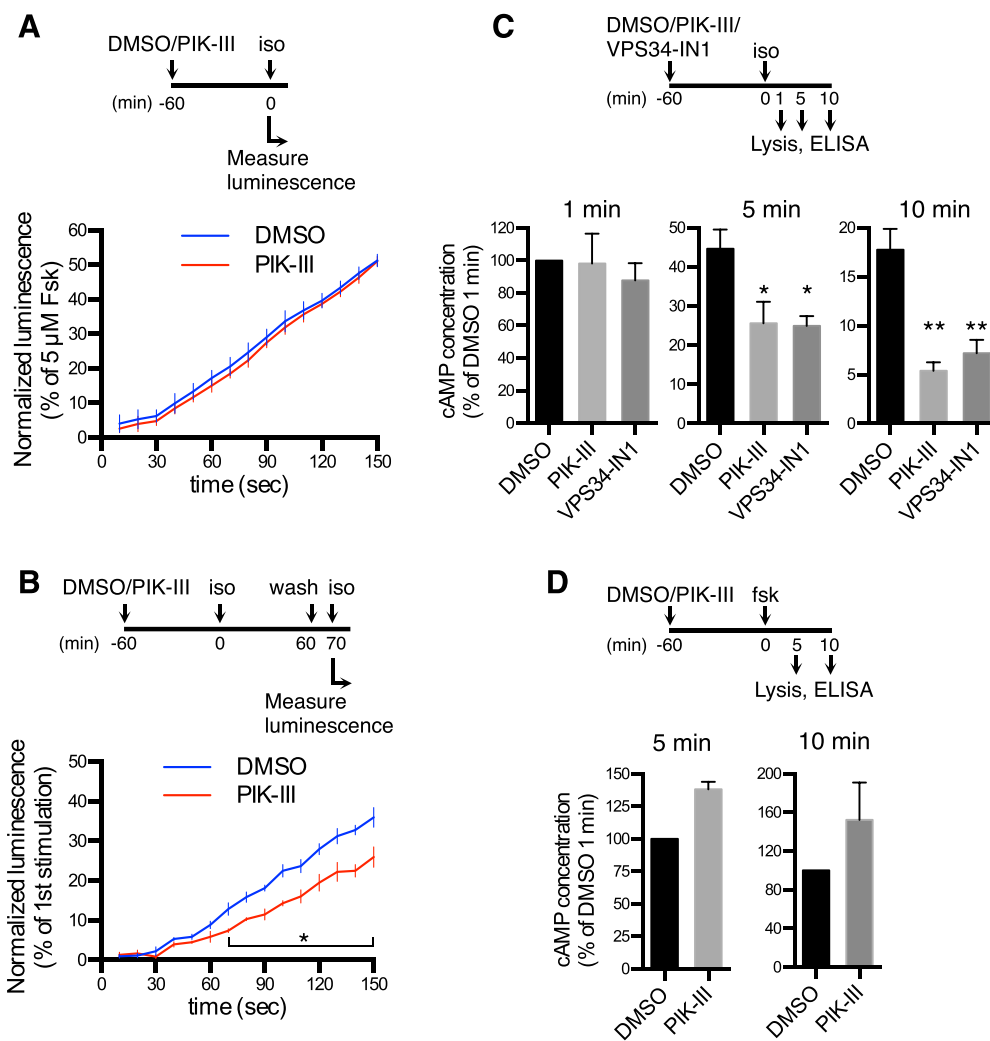 A
DMSO/PIK-III iso
(min) -60 0
Measure
luminescence
Normalized luminescence
(% of 5 µM Fsk)
60
50
40
30
20
10
0
DMSO
PIK-III
0 30 60 90 120 150
time (sec)
B
DMSO/PIK-III iso wash iso
(min) -60 0 60 70
Measure
luminescence
Normalized luminescence
(% of 1st stimulation)
50
40
30
20
10
0
DMSO
PIK-III
*
0 30 60 90 120 150
time (sec)
C
DMSO/PIK-III/
VPS34-IN1 iso
(min) -60 0 1 5 10
Lysis, ELISA
cAMP concentration
(% of DMSO 1 min)
1 min
120
100
80
60
40
20
0
DMSO PIK-III VPS34-IN1
5 min
50
40
30
20
10
0
* *
DMSO PIK-III VPS34-IN1
10 min
20
15
10
5
0
** **
DMSO PIK-III VPS34-IN1
D
DMSO/PIK-III fsk
(min) -60 0 5 10
Lysis, ELISA
cAMP concentration
(% of DMSO 1 min)
5 min
150
125
100
75
50
25
0
DMSO PIK-III
10 min
200
160
120
80
40
0
DMSO PIK-III